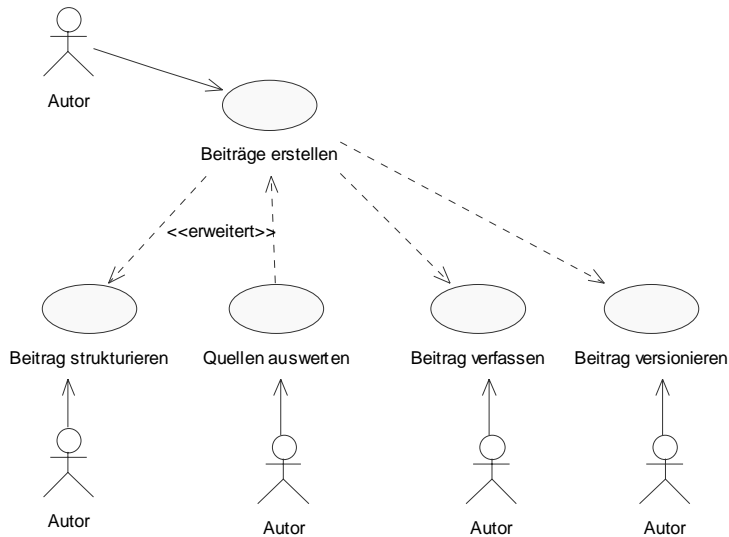 Autor
Beiträge erstellen
<<erweitert>>
Beitrag strukturieren
Quellen auswerten
Beitrag verfassen
Beitrag versionieren
Autor
Autor
Autor
Autor